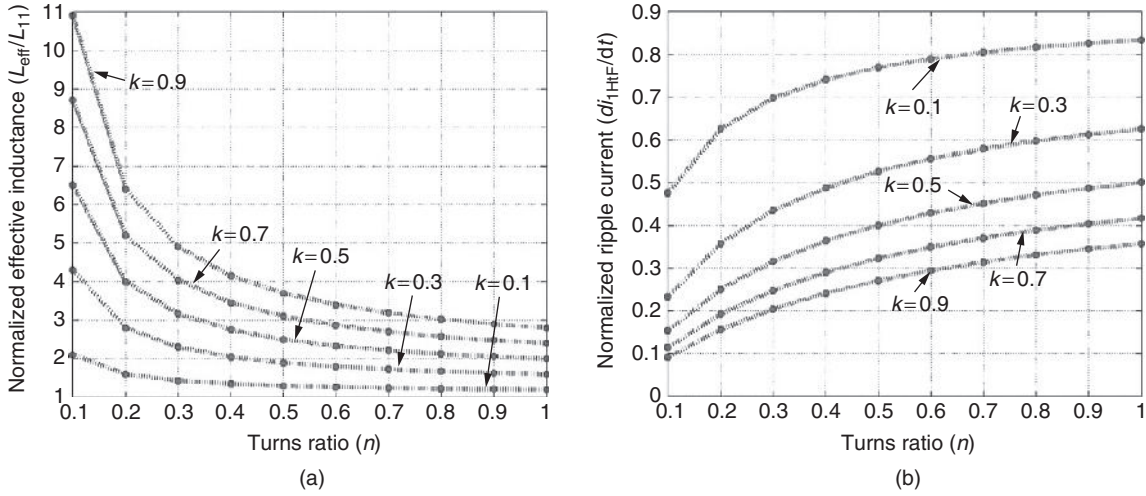 Normalized effective inductance (Leff/L11)
11
10
9
8
7
6
5
4
3
2
1
k=0.9
k=0.7
k=0.5
k=0.3
k=0.1
0.1 0.2 0.3 0.4 0.5 0.6 0.7 0.8 0.9 1
Turns ratio (n)
(a)
Normalized ripple current (di1HtF/dt)
0.9
0.8
0.7
0.6
0.5
0.4
0.3
0.2
0.1
0
k=0.1
k=0.3
k=0.5
k=0.7
k=0.9
0.1 0.2 0.3 0.4 0.5 0.6 0.7 0.8 0.9 1
Turns ratio (n)
(b)